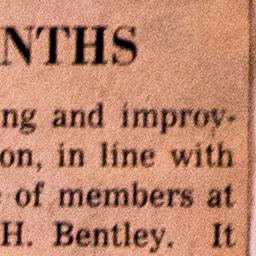 NTHS
ng and improv-
on, in line with
of members at
H. Bentley. It